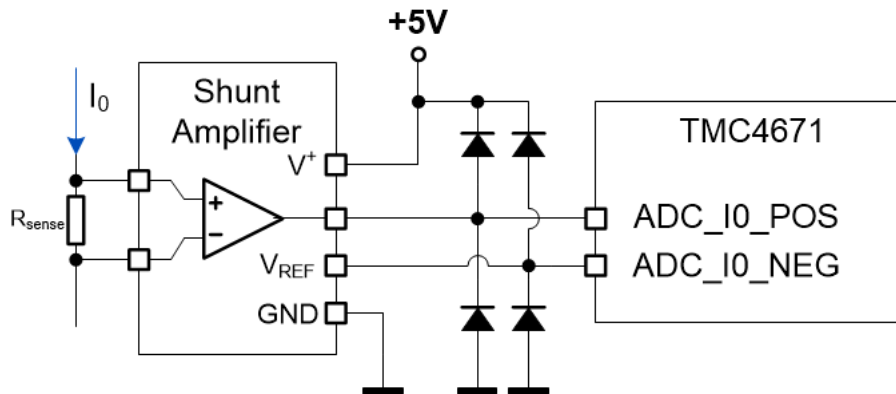 +5V
I0
Shunt
Amplifier
TMC4671
V+
Rsense
+
−
ADC_I0_POS
VREF
ADC_I0_NEG
GND